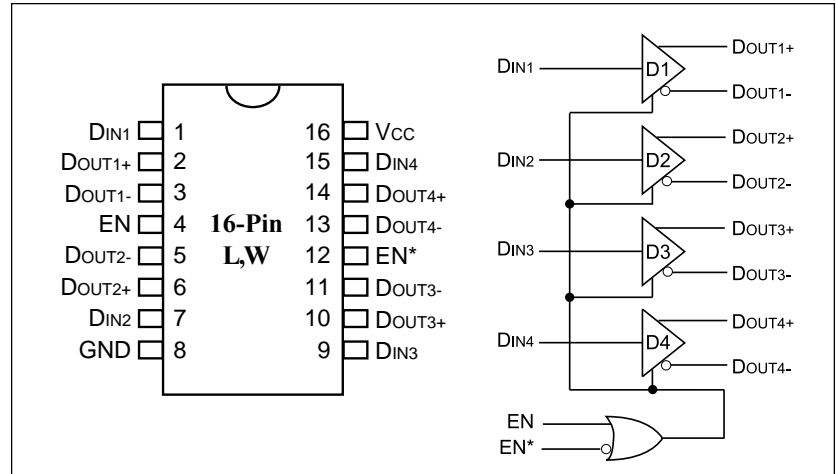 DIN1 1 16 VCC
DOUT1+ 2 15 DIN4
DOUT1- 3 14 DOUT4+
EN 4 16-Pin 13 DOUT4-
DOUT2- 5 L,W 12 EN*
DOUT2+ 6 11 DOUT3-
DIN2 7 10 DOUT3+
GND 8 9 DIN3
DOUT1+
DIN1 D1
DOUT1-
DOUT2+
DIN2 D2
DOUT2-
DOUT3+
DIN3 D3
DOUT3-
DOUT4+
DIN4 D4
DOUT4-
EN
EN*